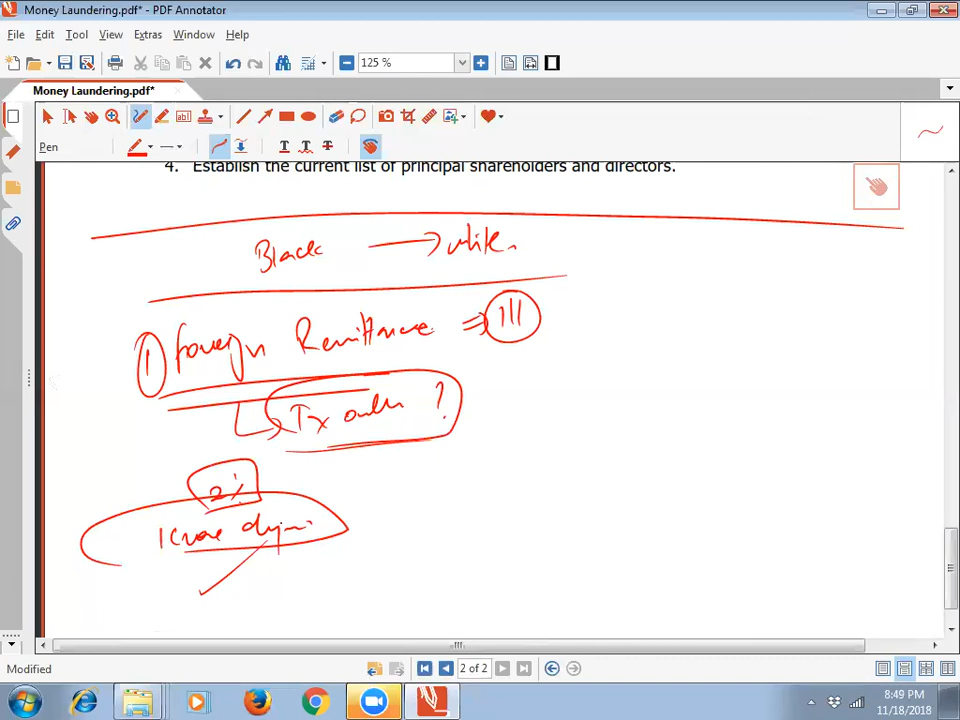 Money Laundering.pdf* - PDF Annotator
File Edit Tool View Extras Window Help
125 %
Money Laundering.pdf*
Pen
4. Establish the current list of principal shareholders and directors.
Black → white
① Foreign Remittance ⇒ 111
Tx ?
2%
2 of 2
Modified
8:49 PM
11/18/2018